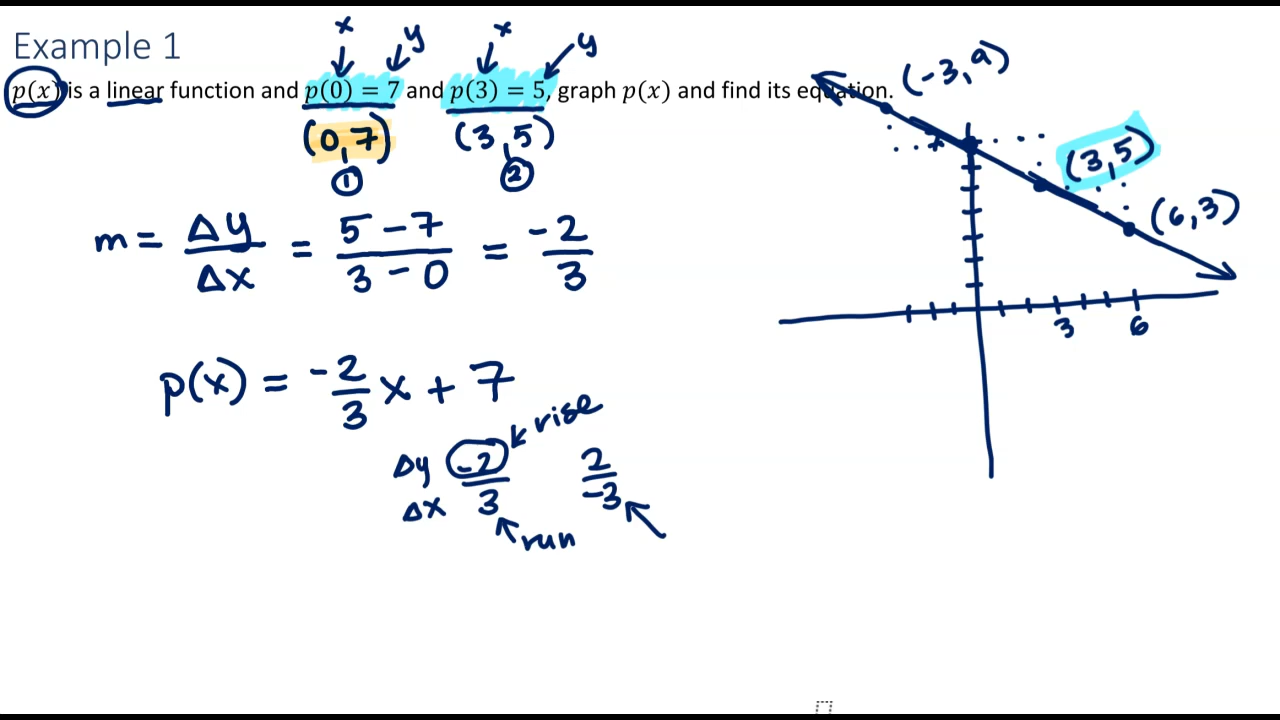 Example 1
x y x y
p(x) is a linear function and p(0) = 7 and p(3) = 5, graph p(x) and find its equation.
(0,7) (3,5)
① ②
(-3,9)
(3,5)
(6,3)
m = Δy/Δx = 5-7/3-0 = -2/3
3 6
p(x) = -2/3 x + 7
rise
Δy -2 2
Δx 3 -3
run